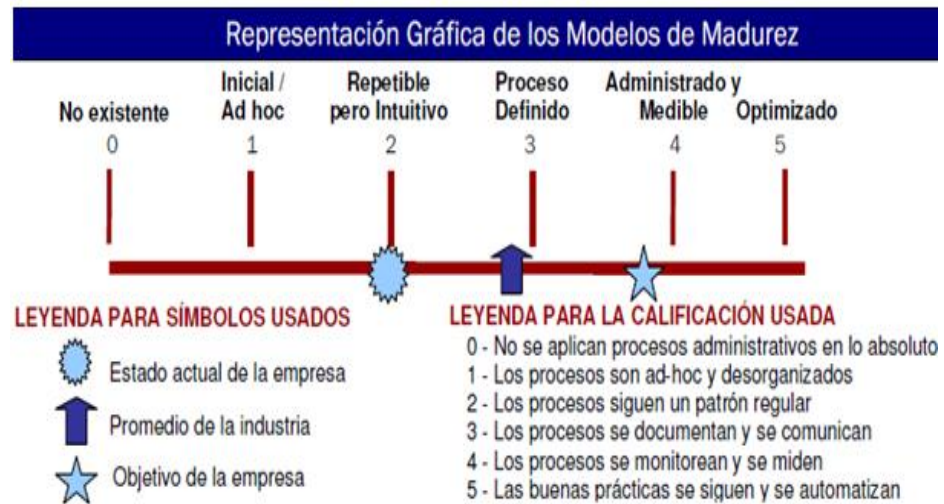 Representación Gráfica de los Modelos de Madurez
No existente
0
Inicial /
Ad hoc
1
Repetible
pero Intuitivo
2
Proceso
Definido
3
Administrado y
Medible
4
Optimizado
5
LEYENDA PARA SÍMBOLOS USADOS
Estado actual de la empresa
Promedio de la industria
Objetivo de la empresa
LEYENDA PARA LA CALIFICACIÓN USADA
0 - No se aplican procesos administrativos en lo absoluto
1 - Los procesos son ad-hoc y desorganizados
2 - Los procesos siguen un patrón regular
3 - Los procesos se documentan y se comunican
4 - Los procesos se monitorean y se miden
5 - Las buenas prácticas se siguen y se automatizan